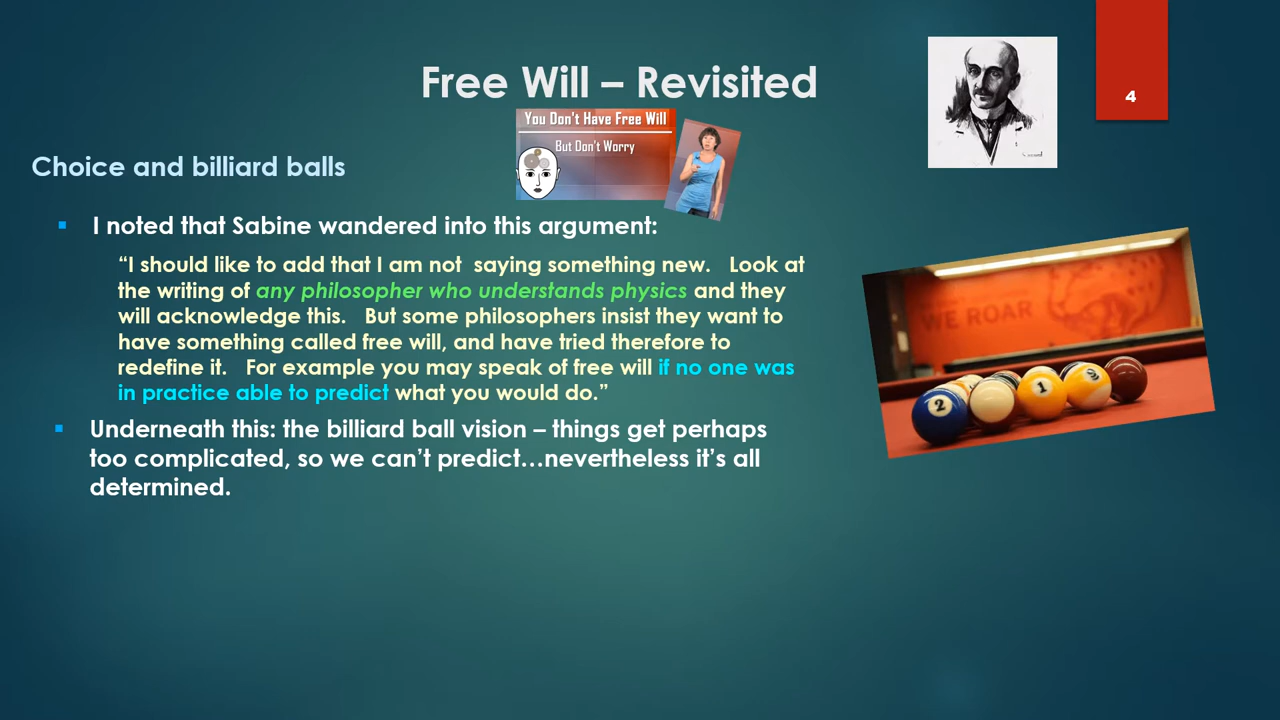 Free Will – Revisited
4
You Don't Have Free Will
But Don't Worry
Choice and billiard balls
▪ I noted that Sabine wandered into this argument:
“I should like to add that I am not saying something new. Look at
the writing of any philosopher who understands physics and they
will acknowledge this. But some philosophers insist they want to
have something called free will, and have tried therefore to
redefine it. For example you may speak of free will if no one was
in practice able to predict what you would do.”
▪ Underneath this: the billiard ball vision – things get perhaps
too complicated, so we can’t predict…nevertheless it’s all
determined.
WE ROAR
2
1